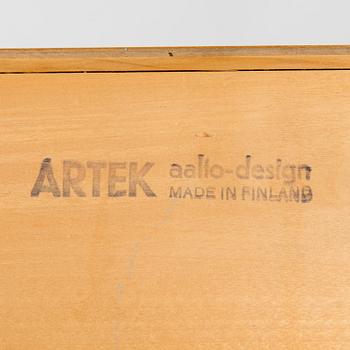 ARTEK aalto-design
MADE IN FINLAND